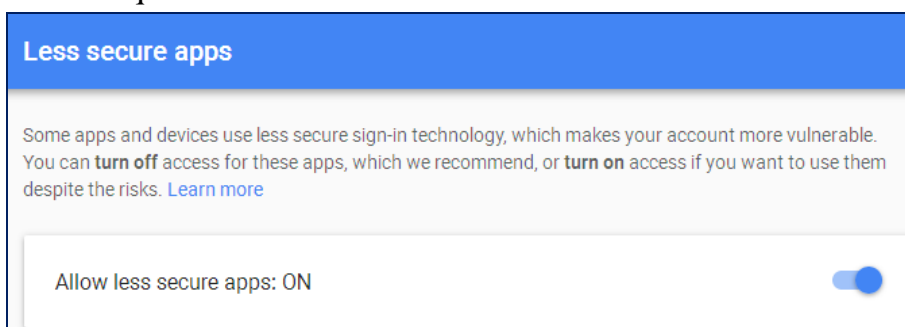 Less secure apps
Some apps and devices use less secure sign-in technology, which makes your account more vulnerable.
You can turn off access for these apps, which we recommend, or turn on access if you want to use them
despite the risks. Learn more
Allow less secure apps: ON